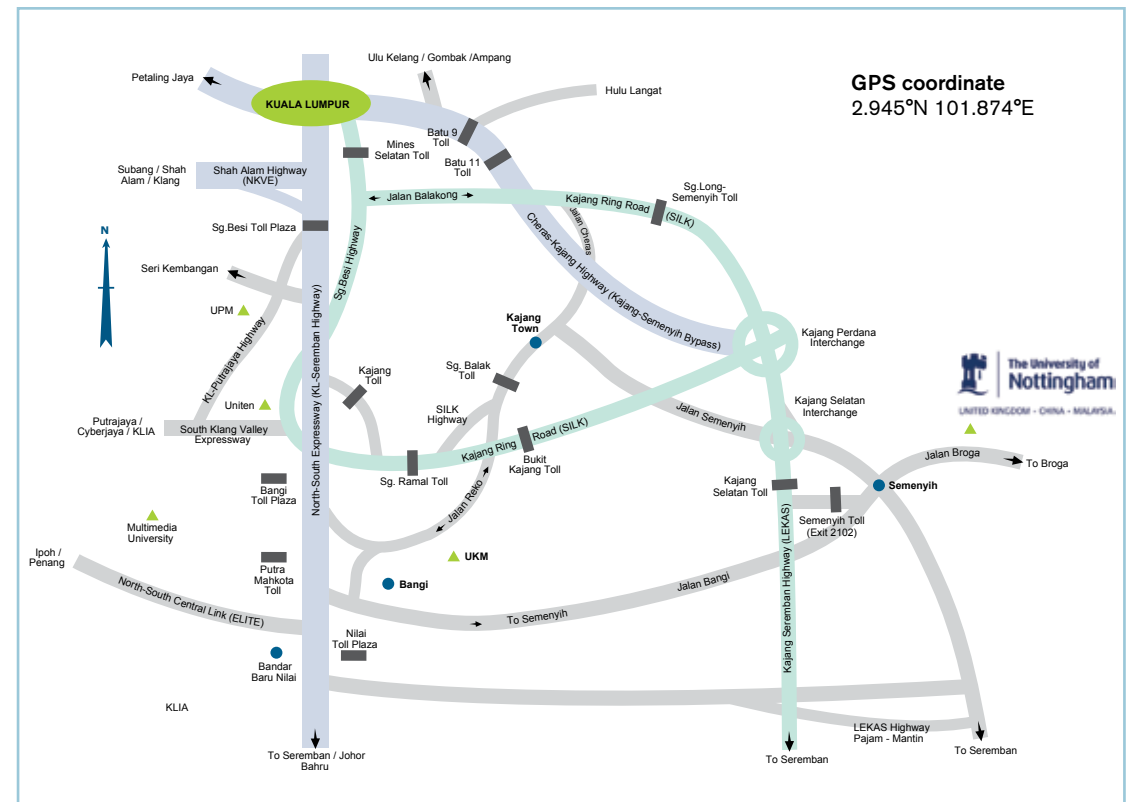 Ulu Kelang / Gombak /Ampang
Petaling Jaya
GPS coordinate
2.945°N 101.874°E
KUALA LUMPUR
Hulu Langat
Batu 9
Toll
Mines
Selatan Toll
Batu 11
Toll
Subang / Shah
Alam / Klang
Shah Alam Highway
(NKVE)
Jalan Balakong
Kajang Ring Road
(SILK)
Sg.Long-
Semenyih Toll
Jalan Cheras
Sg.Besi Toll Plaza
N
Cheras-Kajang Highway (Kajang-Semenyih Bypass)
Sg.Besi Highway
Seri Kembangan
UPM
KL-Putrajaya Highway
North-South Expressway (KL-Seremban Highway)
Kajang
Town
Kajang Perdana
Interchange
Kajang
Toll
Sg. Balak
Toll
The University of
Nottingham
UNITED KINGDOM - CHINA - MALAYSIA
Uniten
SILK
Highway
Jalan Semenyih
Kajang Selatan
Interchange
Putrajaya /
Cyberjaya / KLIA
South Klang Valley
Expressway
Kajang Ring
Road (SILK)
Bukit
Kajang Toll
Sg. Ramal Toll
Jalan Broga
To Broga
Bangi
Toll Plaza
Jalan Reko
Kajang
Selatan Toll
Semenyih
Semenyih Toll
(Exit 2102)
Multimedia
University
Ipoh /
Penang
UKM
Putra
Mahkota
Toll
Bangi
Jalan Bangi
Kajang Seremban Highway (LEKAS)
North-South Central Link (ELITE)
To Semenyih
Nilai
Toll Plaza
Bandar
Baru Nilai
KLIA
LEKAS Highway
Pajam - Mantin
To Seremban / Johor
Bahru
To Seremban
To Seremban